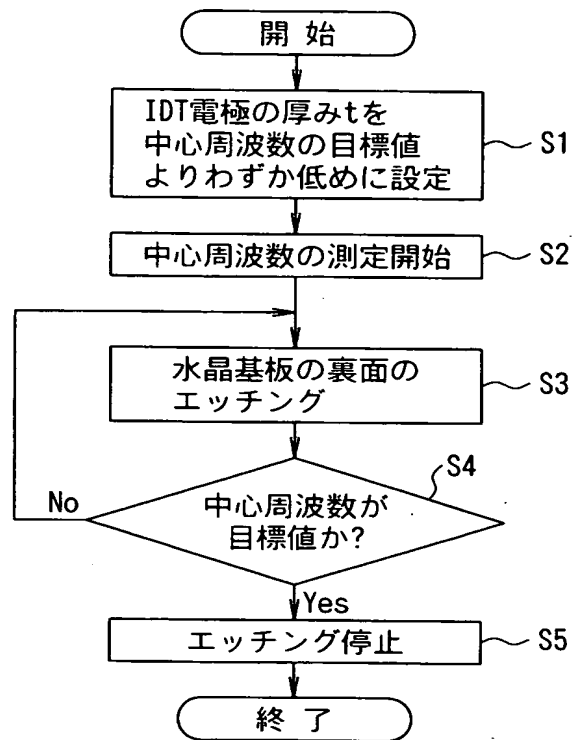 開始
IDT電極の厚みtを
中心周波数の目標値
よりわずか低めに設定
S1
中心周波数の測定開始
S2
水晶基板の裏面の
エッチング
S3
S4
中心周波数が
目標値か?
No
Yes
エッチング停止
S5
終了